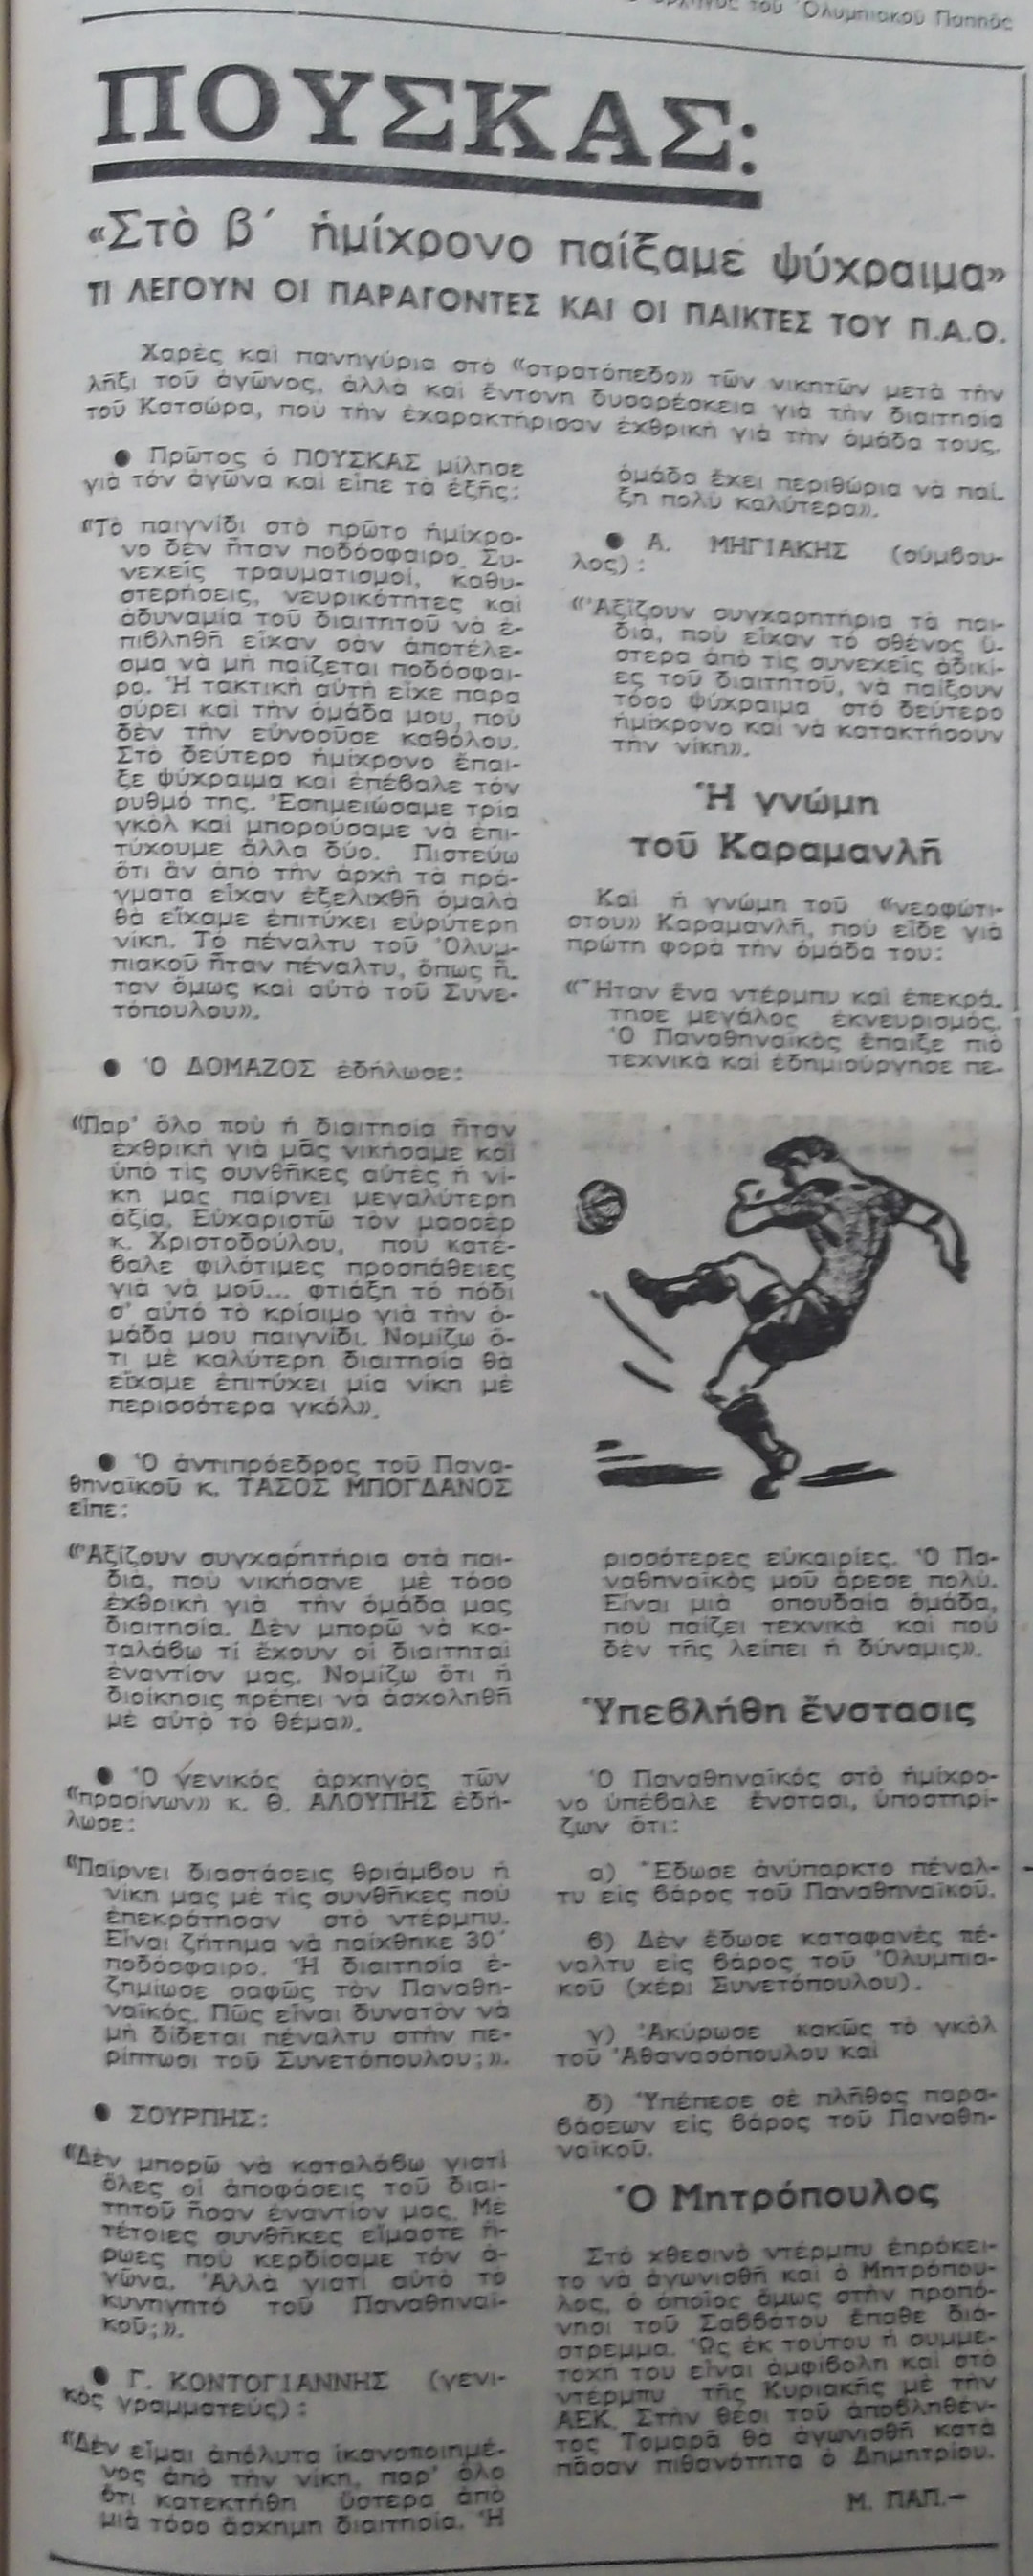 τοῦ Ὀλυμπιακοῦ Παππᾶς
ΠΟΥΣΚΑΣ:
«Στὸ β´ ἡμίχρονο παίξαμε ψύχραιμα»
ΤΙ ΛΕΓΟΥΝ ΟΙ ΠΑΡΑΓΟΝΤΕΣ ΚΑΙ ΟΙ ΠΑΙΚΤΕΣ ΤΟΥ Π.Α.Ο.
Χαρὲς καὶ πανηγύρια στὸ «στρατόπεδο» τῶν νικητῶν μετὰ τὴν
λῆξι τοῦ ἀγῶνος, ἀλλὰ καὶ ἔντονη δυσαρέσκεια γιὰ τὴν διαιτησία
τοῦ Κατσώρα, ποὺ τὴν ἐχαρακτήρισαν ἐχθρικὴ γιὰ τὴν ὁμάδα τους.
● Πρῶτος ὁ ΠΟΥΣΚΑΣ μίλησε
γιὰ τόν ἀγῶνα καὶ εἶπε τὰ ἑξῆς:
«Τὸ παιγνίδι στὸ πρῶτο ἡμίχρο-
νο δὲν ἦταν ποδόσφαιρο. Συ-
νεχεῖς τραυματισμοί, καθυ-
στερήσεις, νευρικότητες καὶ
ἀδυναμία τοῦ διαιτητοῦ νὰ ἐ-
πιβληθῆ εἶχαν σὰν ἀποτέλε-
σμα νὰ μὴ παίζεται ποδόσφαι-
ρο. Ἡ τακτικὴ αὐτὴ εἶχε παρα
σύρει καὶ τὴν ὁμάδα μου, ποὺ
δὲν τὴν εὐνοοῦσε καθόλου.
Στὸ δεύτερο ἡμίχρονο ἔπαι-
ξε ψύχραιμα καὶ ἐπέβαλε τόν
ρυθμό της. Ἐσημειώσαμε τρία
γκὸλ καὶ μπορούσαμε νὰ ἐπι-
τύχουμε ἄλλα δύο. Πιστεύω
ὅτι ἂν ἀπὸ τὴν ἀρχὴ τὰ πρά-
γματα εἶχαν ἐξελιχθῆ ὁμαλὰ
θὰ εἴχαμε ἐπιτύχει εὐρύτερη
νίκη. Τὸ πέναλτυ τοῦ Ὀλυμ-
πιακοῦ ἦταν πέναλτυ, ὅπως ἦ-
ταν ὅμως καὶ αὐτὸ τοῦ Συνε-
τόπουλου».
● Ὁ ΔΟΜΑΖΟΣ ἐδήλωσε:
«Παρ' ὅλο ποὺ ἡ διαιτησία ἦταν
ἐχθρικὴ γιὰ μᾶς νικήσαμε καὶ
ὑπὸ τὶς συνθῆκες αὐτὲς ἡ νί-
κη μας παίρνει μεγαλύτερη
ἀξία. Εὐχαριστῶ τὸν μασσέρ
κ. Χριστοδούλου, ποὺ κατέ-
βαλε φιλότιμες προσπάθειες
γιὰ νὰ μοῦ... φτιάξη τὸ πόδι
σ' αὐτὸ τὸ κρίσιμο γιὰ τὴν ὁ-
μάδα μου παιγνίδι. Νομίζω ὅ-
τι μὲ καλύτερη διαιτησία θὰ
εἴχαμε ἐπιτύχει μία νίκη μὲ
περισσότερα γκόλ».
● Ὁ ἀντιπρόεδρος τοῦ Πανα-
θηναϊκοῦ κ. ΤΑΣΟΣ ΜΠΟΓΔΑΝΟΣ
εἶπε:
«Ἀξίζουν συγχαρητήρια στὰ παι-
διά, ποὺ νικήσανε μὲ τόσο
ἐχθρικὴ γιὰ τὴν ὁμάδα μας
διαιτησία. Δὲν μπορῶ νὰ κα-
ταλάβω τί ἔχουν οἱ διαιτηταὶ
ἐναντίον μας. Νομίζω ὅτι ἡ
διοίκησις πρέπει νὰ ἀσχοληθῆ
μὲ αὐτὸ τὸ θέμα».
● Ὁ γενικὸς ἀρχηγὸς τῶν
«πρασίνων» κ. Θ. ΑΛΟΥΠΗΣ ἐδή-
λωσε:
«Παίρνει διαστάσεις θριάμβου ἡ
νίκη μας μὲ τὶς συνθῆκες ποὺ
ἐπεκράτησαν στὸ ντέρμπυ.
Εἶναι ζήτημα νὰ παίχθηκε 30´
ποδόσφαιρο. Ἡ διαιτησία ἐ-
ζημίωσε σαφῶς τὸν Παναθη-
ναϊκός. Πῶς εἶναι δυνατὸν νὰ
μὴ δίδεται πέναλτυ στὴν πε-
ρίπτωσι τοῦ Συνετόπουλου;».
● ΣΟΥΡΠΗΣ:
«Δὲν μπορῶ νὰ καταλάβω γιατὶ
ὅλες οἱ ἀποφάσεις τοῦ διαι-
τητοῦ ἦσαν ἐναντίον μας. Μὲ
τέτοιες συνθῆκες εἴμαστε ἥ-
ρωες ποὺ κερδίσαμε τὸν ἀ-
γῶνα. Ἀλλὰ γιατὶ αὐτὸ τὸ
κυνηγητό τοῦ Παναθηναϊ-
κοῦ;».
● Γ. ΚΟΝΤΟΓΙΑΝΝΗΣ (γενι-
κὸς γραμματεύς):
«Δὲν εἶμαι ἀπόλυτα ἱκανοποιημέ-
νος ἀπὸ τὴν νίκη, παρ' ὅλο
ὅτι κατεκτήθη ὕστερα ἀπὸ
μιὰ τόσο ἄσχημη διαιτησία. Ἡ
ὁμάδα ἔχει περιθώρια νὰ παί-
ξη πολὺ καλύτερα».
● Α. ΜΗΓΙΑΚΗΣ (σύμβου-
λος):
«Ἀξίζουν συγχαρητήρια τὰ παι-
διά, ποὺ εἶχαν τὸ σθένος ὕ-
στερα ἀπὸ τὶς συνεχεῖς ἀδικί-
ες τοῦ διαιτητοῦ, νὰ παίξουν
τόσο ψύχραιμα στὸ δεύτερο
ἡμίχρονο καὶ νὰ κατακτήσουν
τὴν νίκη».
Ἡ γνώμη
τοῦ Καραμανλῆ
Καὶ ἡ γνώμη τοῦ «νεοφώτι-
στου» Καραμανλῆ, ποὺ εἶδε γιὰ
πρώτη φορὰ τὴν ὁμάδα του:
«Ἦταν ἕνα ντέρμπυ καὶ ἐπεκρά-
τησε μεγάλος ἐκνευρισμός.
Ὁ Παναθηναϊκὸς ἔπαιξε πιὸ
τεχνικὰ καὶ ἐδημιούργησε πε-
ρισσότερες εὐκαιρίες. Ὁ Πα-
ναθηναϊκὸς μοῦ ἄρεσε πολύ.
Εἶναι μιὰ σπουδαία ὁμάδα,
ποὺ παίζει τεχνικὰ καὶ ποὺ
δὲν τῆς λείπει ἡ δύναμις».
Ὑπεβλήθη ἔνστασις
Ὁ Παναθηναϊκός στὸ ἡμίχρο-
νο ὑπέβαλε ἔνστασι, ὑποστηρί-
ζων ὅτι:
α) Ἔδωσε ἀνύπαρκτο πέναλ-
τυ εἰς βάρος τοῦ Παναθηναϊκοῦ.
β) Δὲν ἔδωσε καταφανὲς πέ-
ναλτυ εἰς βάρος τοῦ Ὀλυμπια-
κοῦ (χέρι Συνετόπουλου).
γ) Ἀκύρωσε κακῶς τὸ γκὸλ
τοῦ Ἀθανασόπουλου καὶ
δ) Ὑπέπεσε σὲ πλῆθος παρα-
βάσεων εἰς βάρος τοῦ Παναθη-
ναϊκοῦ.
Ὁ Μητρόπουλος
Στὸ χθεσινὸ ντέρμπυ ἐπρόκει-
το νὰ ἀγωνισθῆ καὶ ὁ Μητρόπου-
λος, ὁ ὁποῖος ὅμως στὴν προπό-
νησι τοῦ Σαββάτου ἔπαθε διά-
στρεμμα. Ὡς ἐκ τούτου ἡ συμμε-
τοχή του εἶναι ἀμφίβολη καὶ στὸ
ντέρμπυ τῆς Κυριακῆς μὲ τὴν
ΑΕΚ. Στὴν θέσι τοῦ ἀποβληθέν-
τος Τομαρᾶ θὰ ἀγωνισθῆ κατὰ
πᾶσαν πιθανότητα ὁ Δημητρίου.
Μ. ΠΑΠ.—